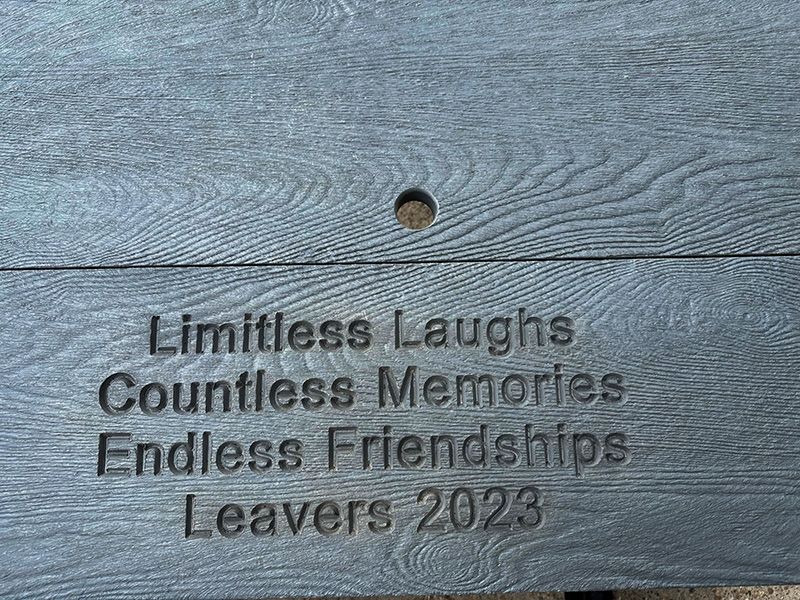 Limitless Laughs
Countless Memories
Endless Friendships
Leavers 2023